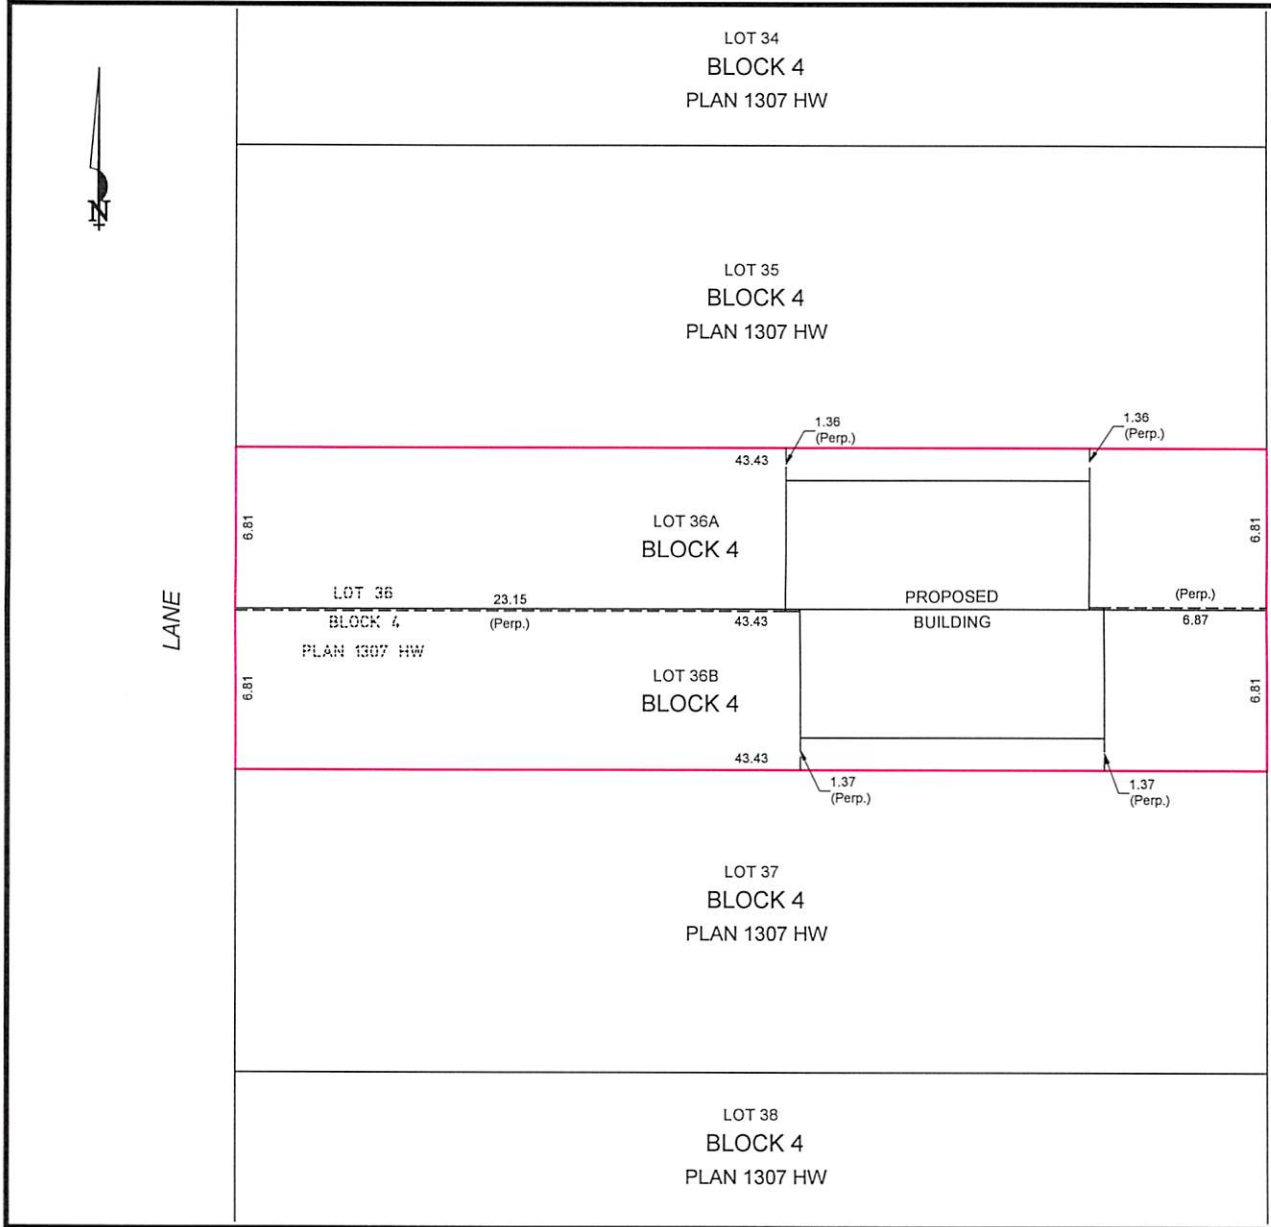 LOT 34
BLOCK 4
PLAN 1307 HW
N
LOT 35
BLOCK 4
PLAN 1307 HW
1.36
(Perp.)
1.36
(Perp.)
43.43
6.81
LOT 36A
BLOCK 4
6.81
LANE
LOT 36
BLOCK 4
PLAN 1307 HW
23.15
(Perp.)
43.43
PROPOSED
BUILDING
(Perp.)
6.87
6.81
LOT 36B
BLOCK 4
6.81
43.43
1.37
(Perp.)
1.37
(Perp.)
LOT 37
BLOCK 4
PLAN 1307 HW
LOT 38
BLOCK 4
PLAN 1307 HW